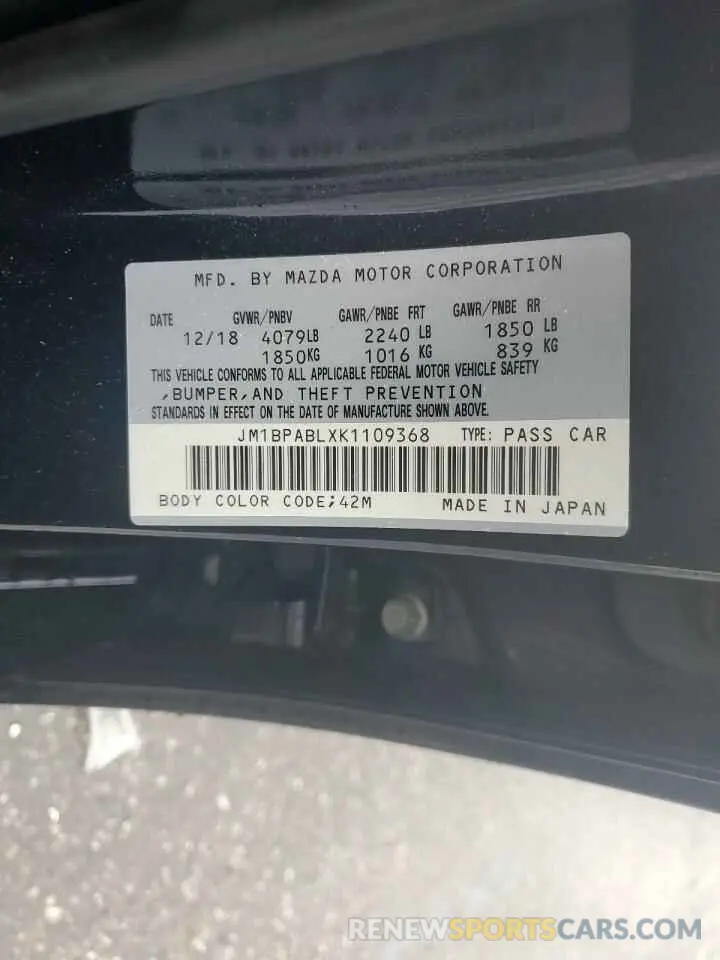 MFD. BY MAZDA MOTOR CORPORATION
DATE GVWR/PNBV GAWR/PNBE FRT GAWR/PNBE RR
12/18 4079LB 2240 LB 1850 LB
1850KG 1016 KG 839 KG
THIS VEHICLE CONFORMS TO ALL APPLICABLE FEDERAL MOTOR VEHICLE SAFETY
,BUMPER,AND THEFT PREVENTION
STANDARDS IN EFFECT ON THE DATE OF MANUFACTURE SHOWN ABOVE.
JM1BPABLXK1109368 TYPE: PASS CAR
BODY COLOR CODE;42M MADE IN JAPAN
RENEWSPORTSCARS.COM